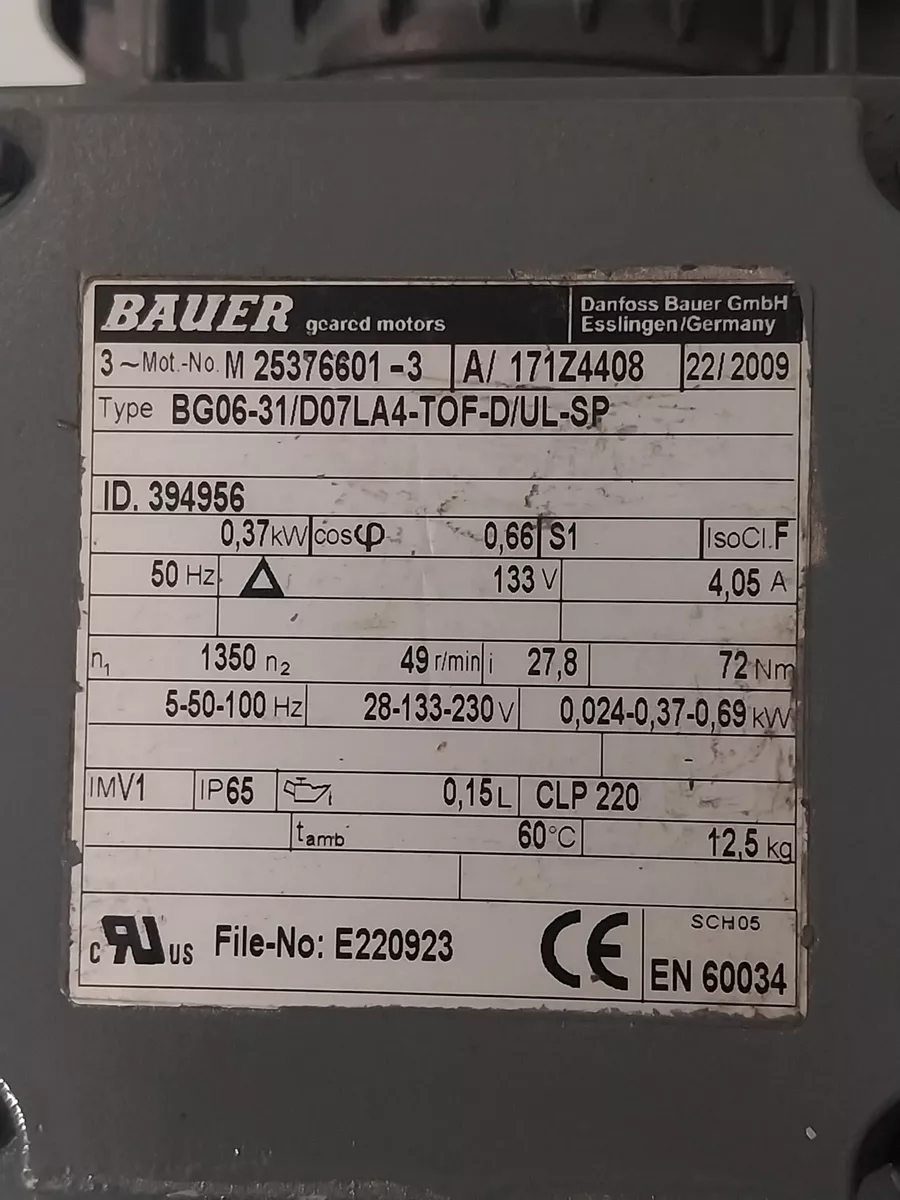 BAUER geared motors
Danfoss Bauer GmbH
Esslingen/Germany
3~Mot.-No. M 25376601-3 A/ 171Z4408 22/2009
Type BG06-31/D07LA4-TOF-D/UL-SP
ID. 394956
0,37kW cosφ 0,66 S1 IsoCl.F
50 Hz △ 133 V 4,05 A
n₁ 1350 n₂ 49 r/min i 27,8 72 Nm
5-50-100 Hz 28-133-230 V 0,024-0,37-0,69 kW
IMV1 IP65 0,15L CLP 220
tamb 60°C 12,5 kg
c RU us File-No: E220923 CE SCH05
EN 60034